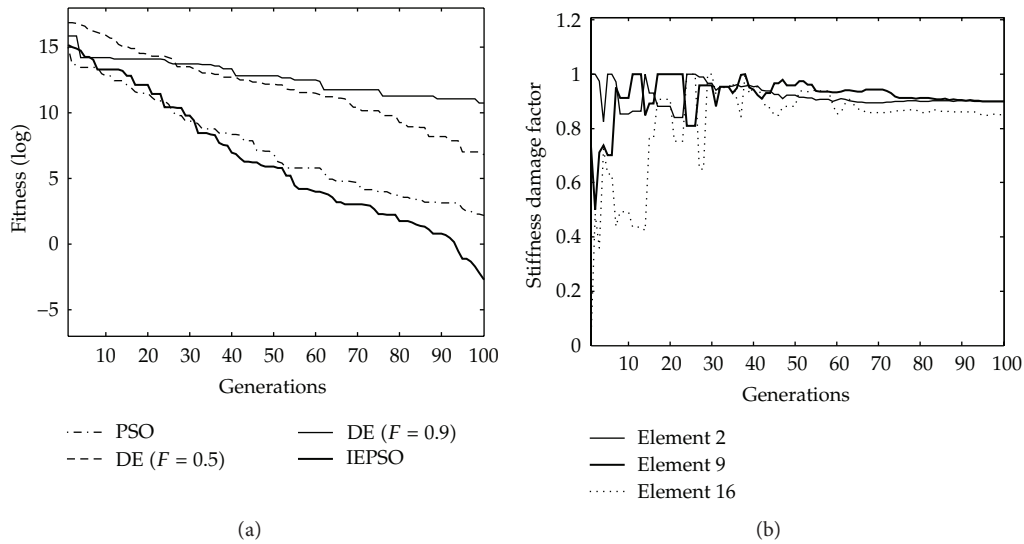 15
10
5
0
−5
Fitness (log)
10 20 30 40 50 60 70 80 90 100
Generations
PSO
DE (F = 0.5)
DE (F = 0.9)
IEPSO
(a)
1.2
1
0.8
0.6
0.4
0.2
0
Stiffness damage factor
10 20 30 40 50 60 70 80 90 100
Generations
Element 2
Element 9
Element 16
(b)